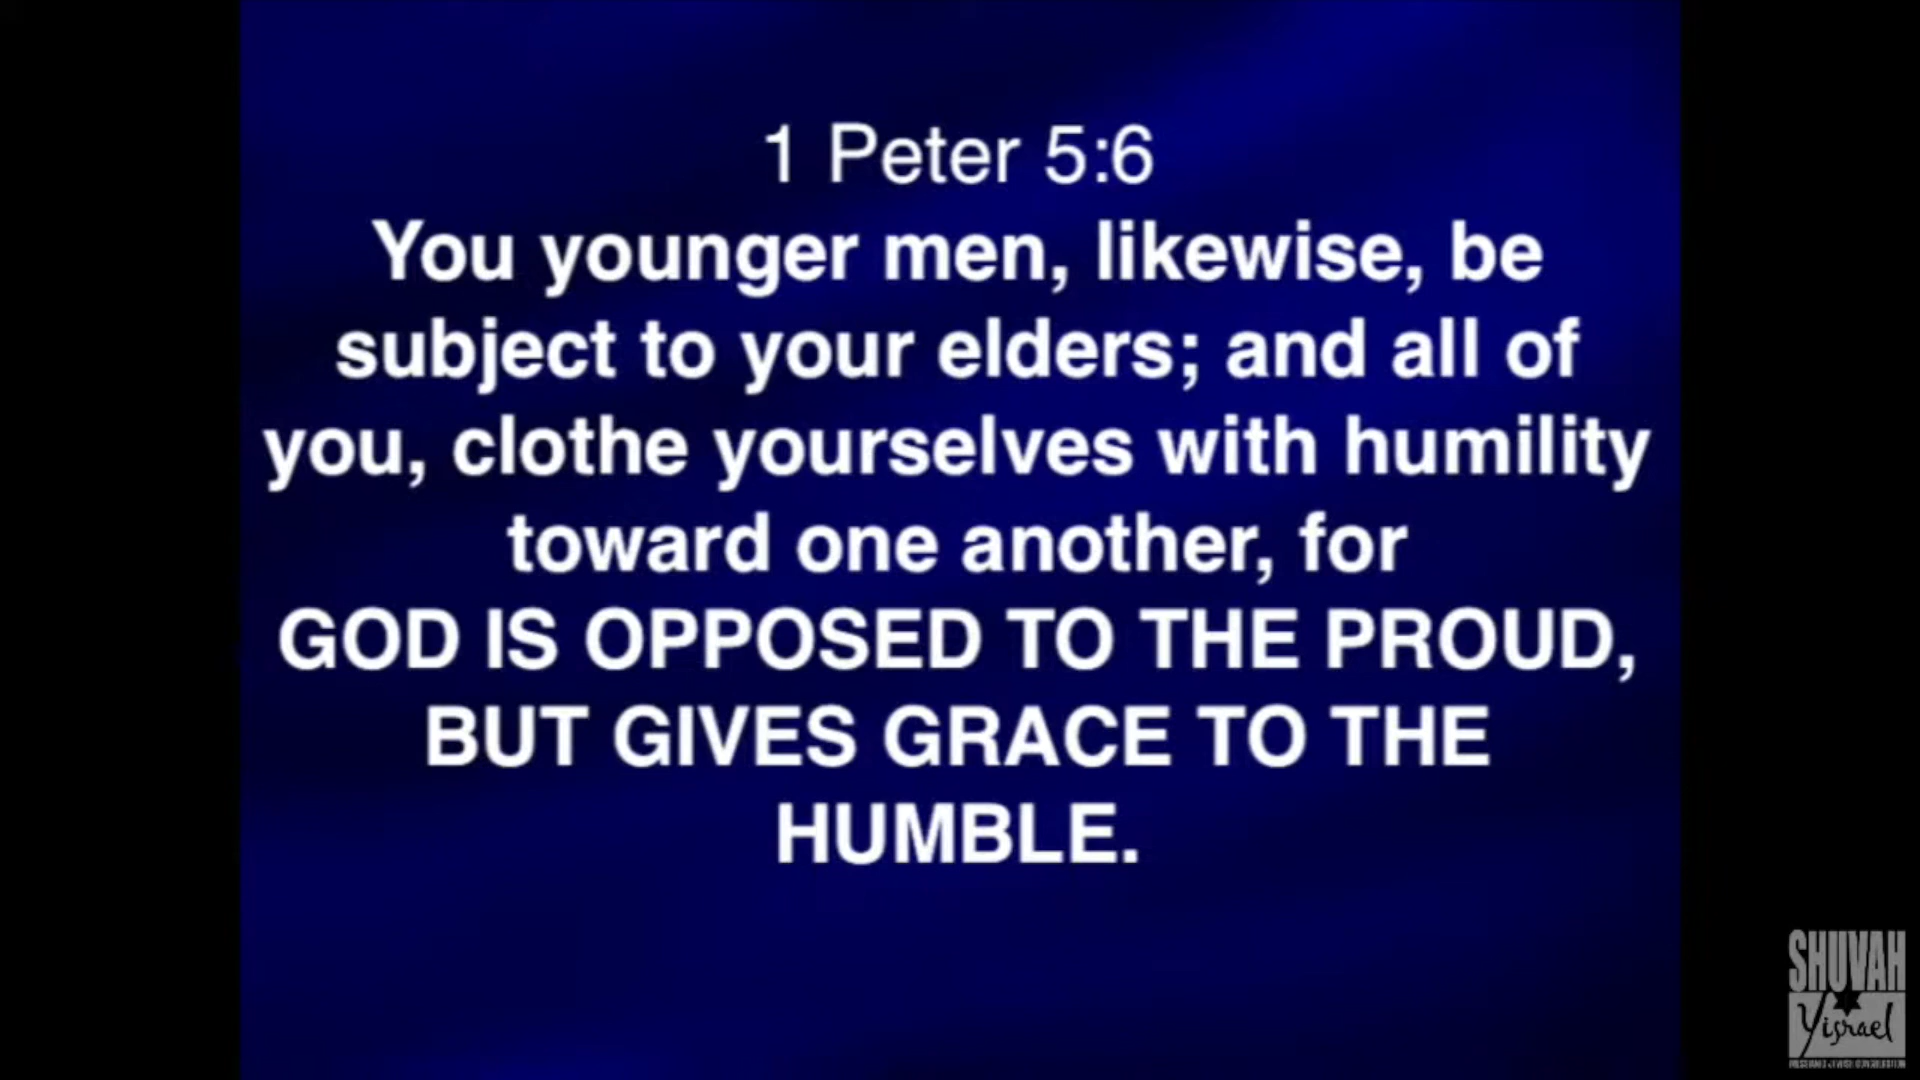 1 Peter 5:6
You younger men, likewise, be
subject to your elders; and all of
you, clothe yourselves with humility
toward one another, for
GOD IS OPPOSED TO THE PROUD,
BUT GIVES GRACE TO THE
HUMBLE.
SHUVAH
Yisrael